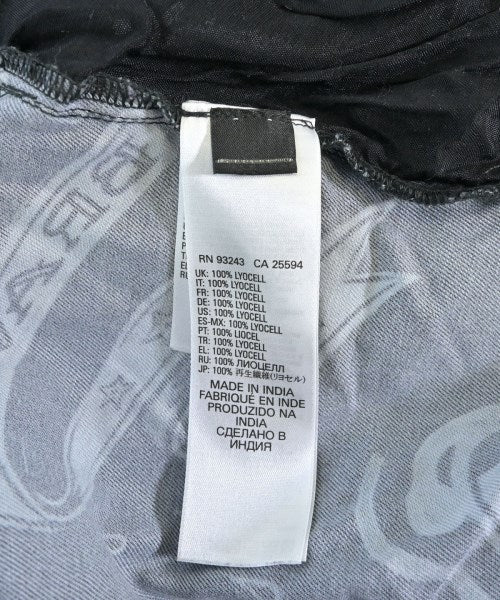 RN 93243 CA 25594
UK: 100% LYOCELL
IT: 100% LYOCELL
FR: 100% LYOCELL
DE: 100% LYOCELL
US: 100% LYOCELL
ES-MX: 100% LYOCELL
PT: 100% LIOCEL
TR: 100% LYOCELL
EL: 100% LYOCELL
RU: 100% ЛИОЦЕЛЛ
JP: 100% 再生繊維(リヨセル)
MADE IN INDIA
FABRIQUÉ EN INDE
PRODUZIDO NA
INDIA
СДЕЛАНО В
ИНДИЯ